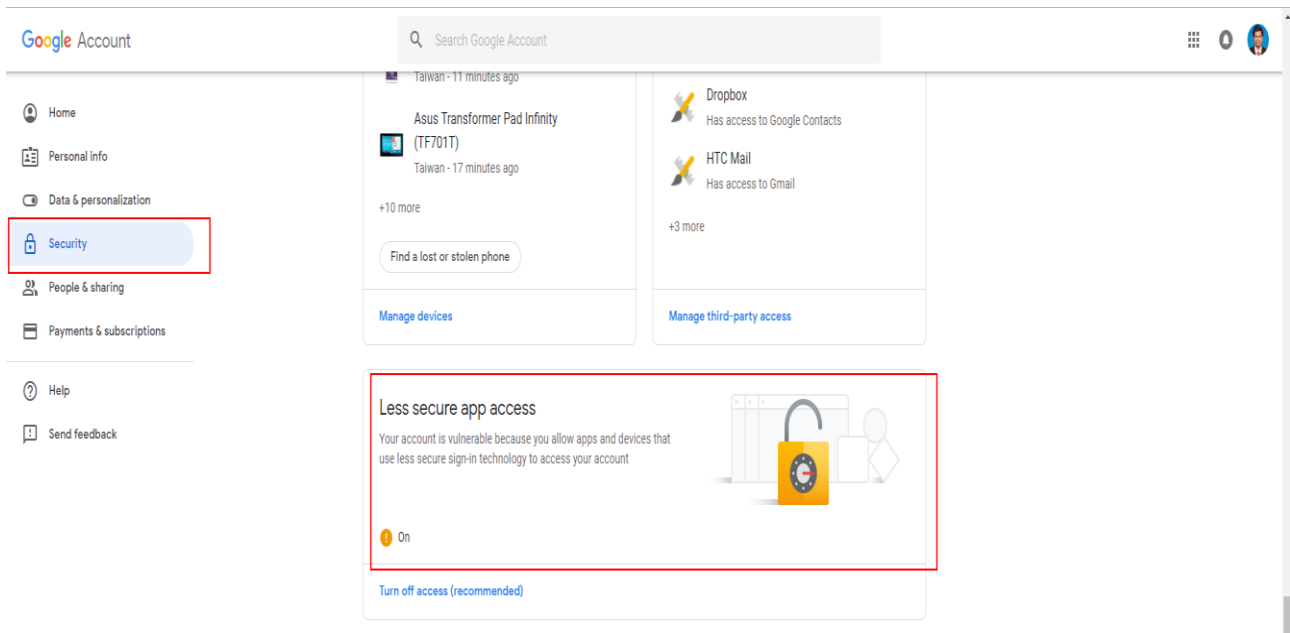 Google Account
Search Google Account
Home
Personal info
Data & personalization
Security
People & sharing
Payments & subscriptions
Help
Send feedback
Taiwan - 11 minutes ago
Asus Transformer Pad Infinity
(TF701T)
Taiwan - 17 minutes ago
+10 more
Find a lost or stolen phone
Manage devices
Dropbox
Has access to Google Contacts
HTC Mail
Has access to Gmail
+3 more
Manage third-party access
Less secure app access
Your account is vulnerable because you allow apps and devices that
use less secure sign-in technology to access your account
On
Turn off access (recommended)